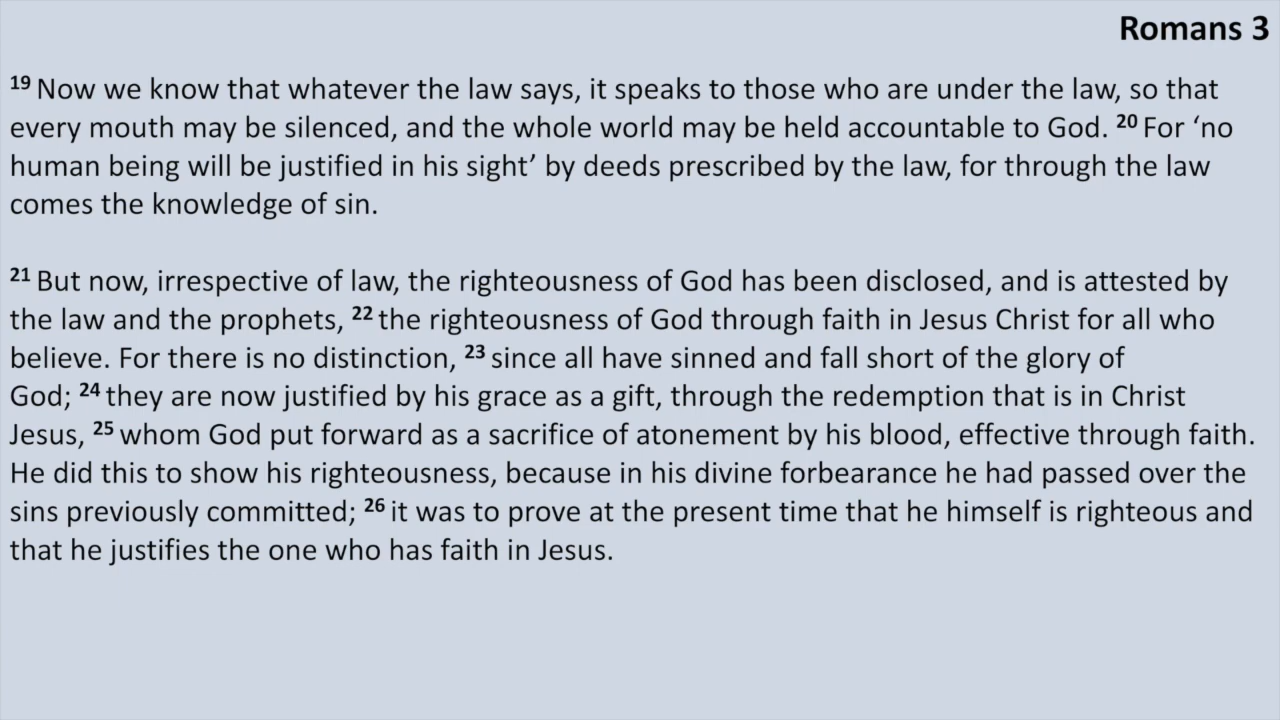 Romans 3
19 Now we know that whatever the law says, it speaks to those who are under the law, so that
every mouth may be silenced, and the whole world may be held accountable to God. 20 For ‘no
human being will be justified in his sight’ by deeds prescribed by the law, for through the law
comes the knowledge of sin.
21 But now, irrespective of law, the righteousness of God has been disclosed, and is attested by
the law and the prophets, 22 the righteousness of God through faith in Jesus Christ for all who
believe. For there is no distinction, 23 since all have sinned and fall short of the glory of
God; 24 they are now justified by his grace as a gift, through the redemption that is in Christ
Jesus, 25 whom God put forward as a sacrifice of atonement by his blood, effective through faith.
He did this to show his righteousness, because in his divine forbearance he had passed over the
sins previously committed; 26 it was to prove at the present time that he himself is righteous and
that he justifies the one who has faith in Jesus.